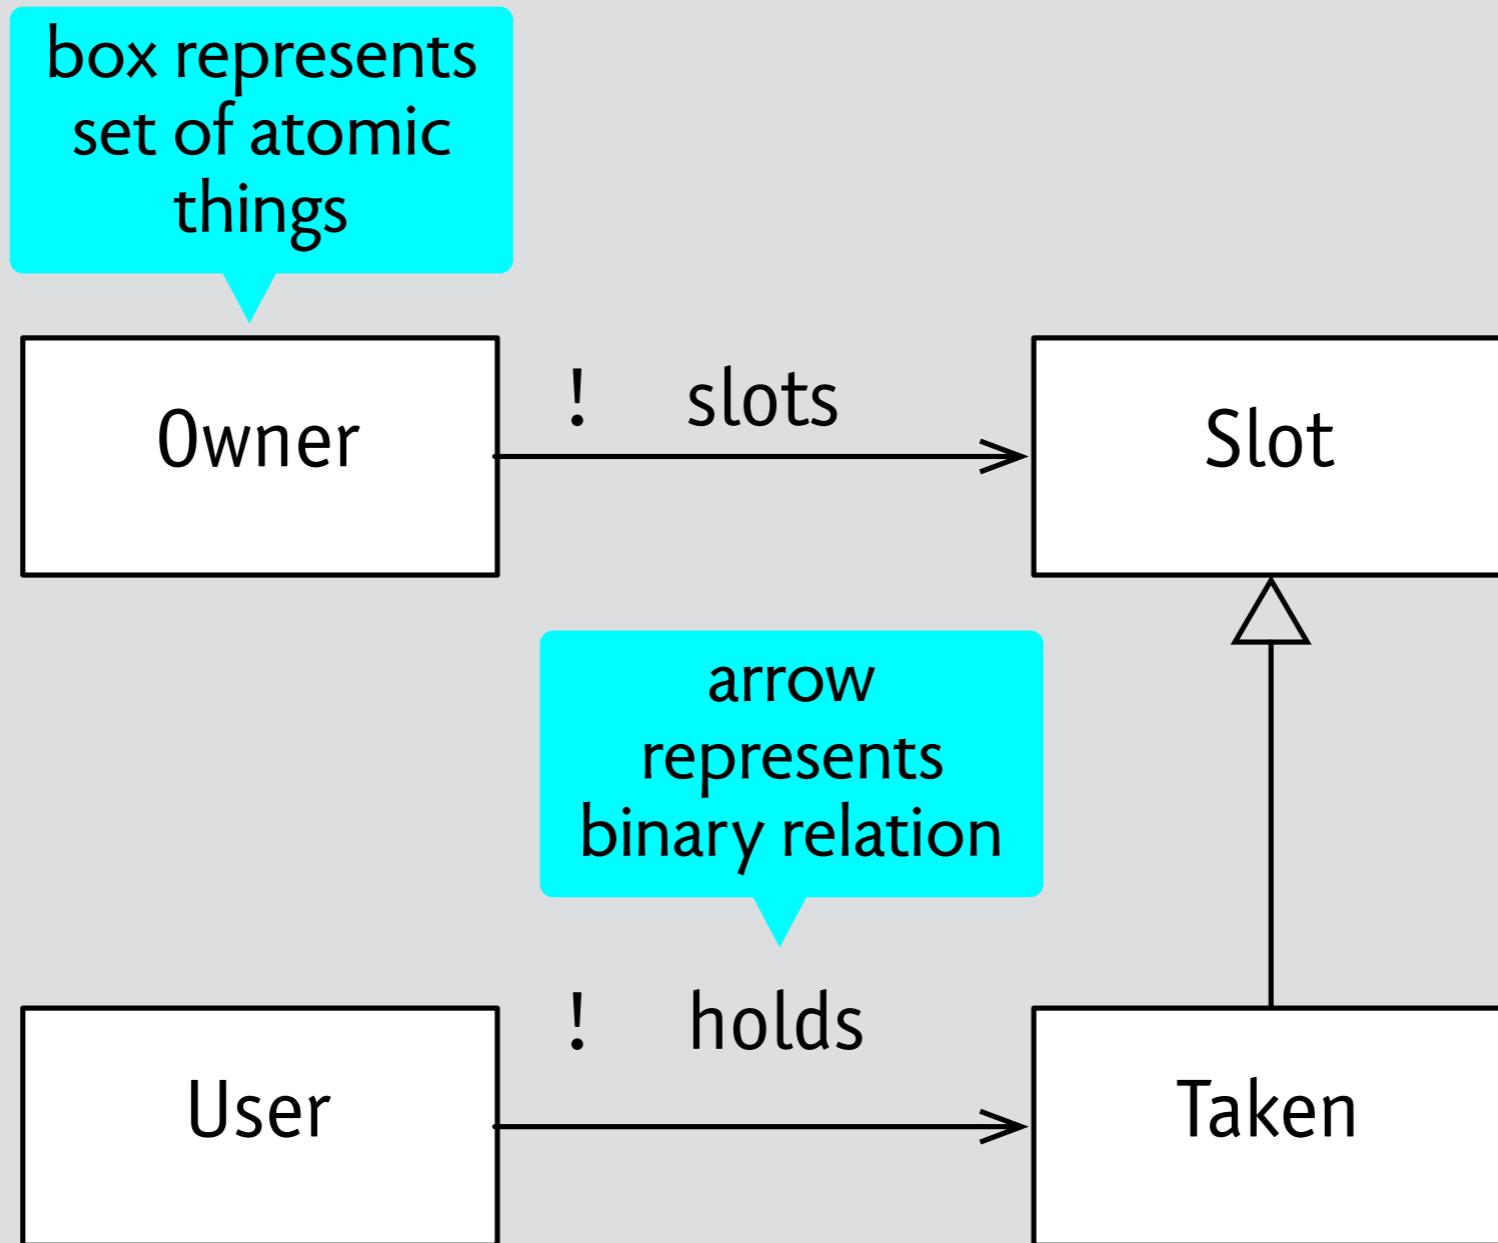 box represents
set of atomic
things
Owner
! slots
Slot
arrow
represents
binary relation
User
! holds
Taken